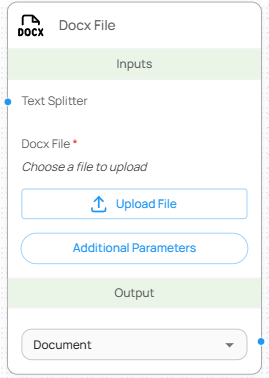 DOCX
Docx File
Inputs
Text Splitter
Docx File *
Choose a file to upload
Upload File
Additional Parameters
Output
Document